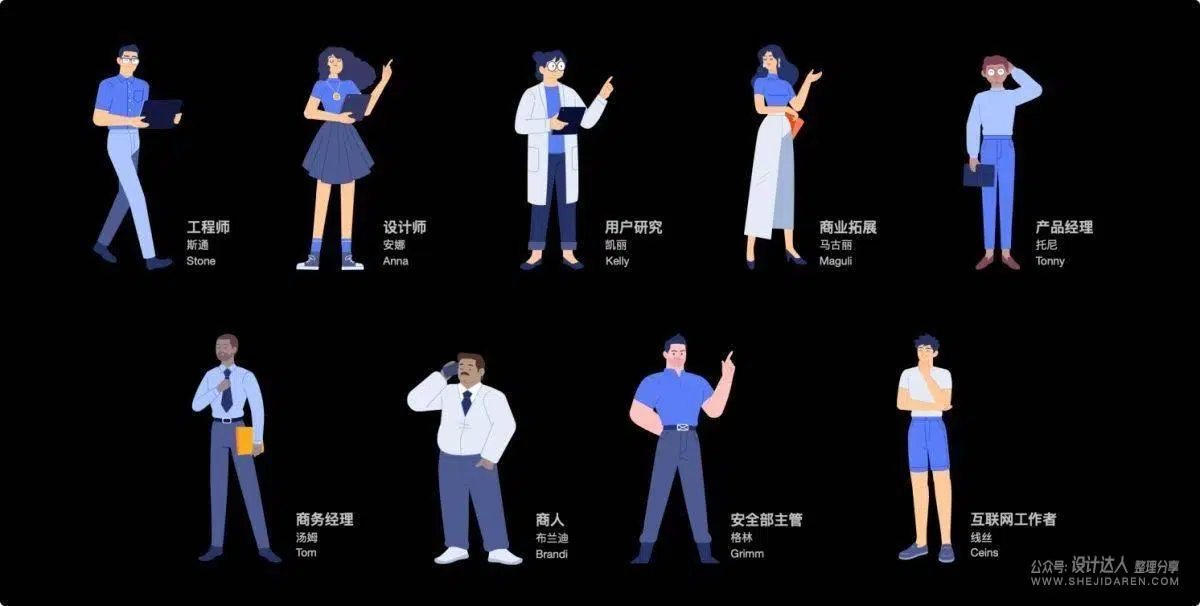 工程师
斯通
Stone
设计师
安娜
Anna
用户研究
凯丽
Kelly
商业拓展
马古丽
Maguli
产品经理
托尼
Tonny
商务经理
汤姆
Tom
商人
布兰迪
Brandi
安全部主管
格林
Grimm
互联网工作者
线丝
Ceins
公众号: 设计达人 整理分享
WWW.SHEJIDAREN.COM